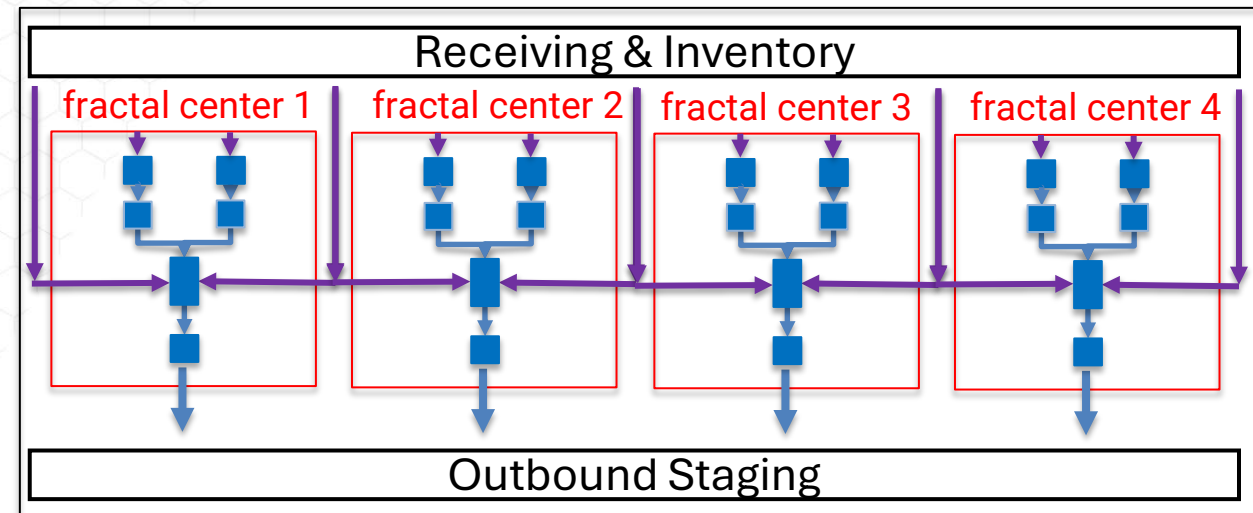 Receiving & Inventory
fractal center 1
fractal center 2
fractal center 3
fractal center 4
Outbound Staging